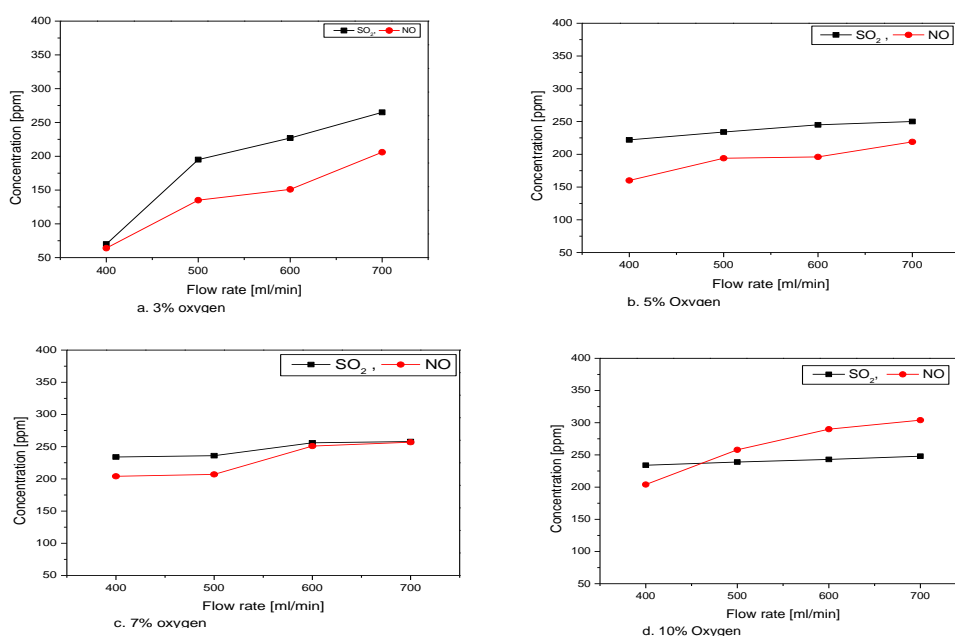 400
350
300
250
200
150
100
50
Concentration [ppm]
SO2 , NO
400 500 600 700
Flow rate [ml/min]
a. 3% oxygen
400
350
300
250
200
150
100
50
Concentration [ppm]
SO2 , NO
400 500 600 700
Flow rate [ml/min]
b. 5% Oxygen
400
350
300
250
200
150
100
50
Concentration [ppm]
SO2 , NO
400 500 600 700
Flow rate [ml/min]
c. 7% oxygen
400
350
300
250
200
150
100
50
Concentration [ppm]
SO2, NO
400 500 600 700
Flow rate [ml/min]
d. 10% Oxygen